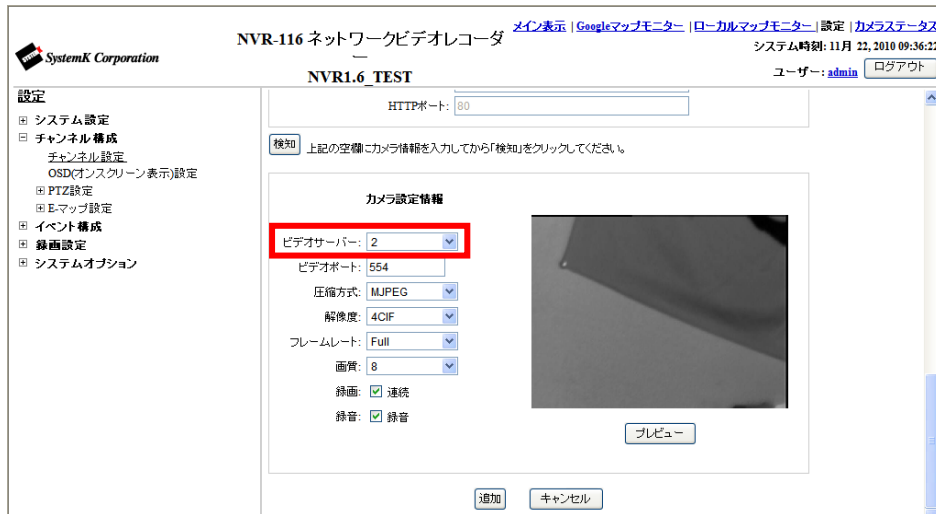 メイン表示 | Googleマップモニター | ローカルマップモニター | 設定 | カメラステータス
NVR-116 ネットワークビデオレコーダー
システム時刻: 11月 22, 2010 09:36:22
SystemK Corporation
NVR1.6_TEST
ユーザー: admin ログアウト
設定
システム設定
チャンネル構成
チャンネル設定
OSD(オンスクリーン表示)設定
PTZ設定
E-マップ設定
イベント構成
録画設定
システムオプション
HTTPポート: 80
検知 上記の空欄にカメラ情報を入力してから「検知」をクリックしてください。
カメラ設定情報
ビデオサーバー: 2
ビデオポート: 554
圧縮方式: MJPEG
解像度: 4CIF
フレームレート: Full
画質: 8
録画: 連続
録音: 録音
プレビュー
追加 キャンセル